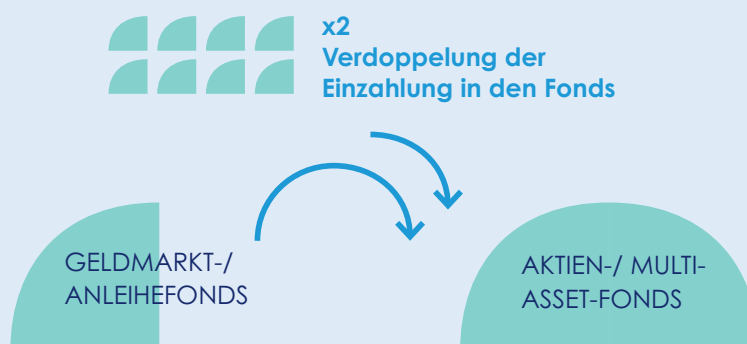 x2
Verdoppelung der
Einzahlung in den Fonds
GELDMARKT-/
ANLEIHEFONDS
AKTIEN-/ MULTI-
ASSET-FONDS